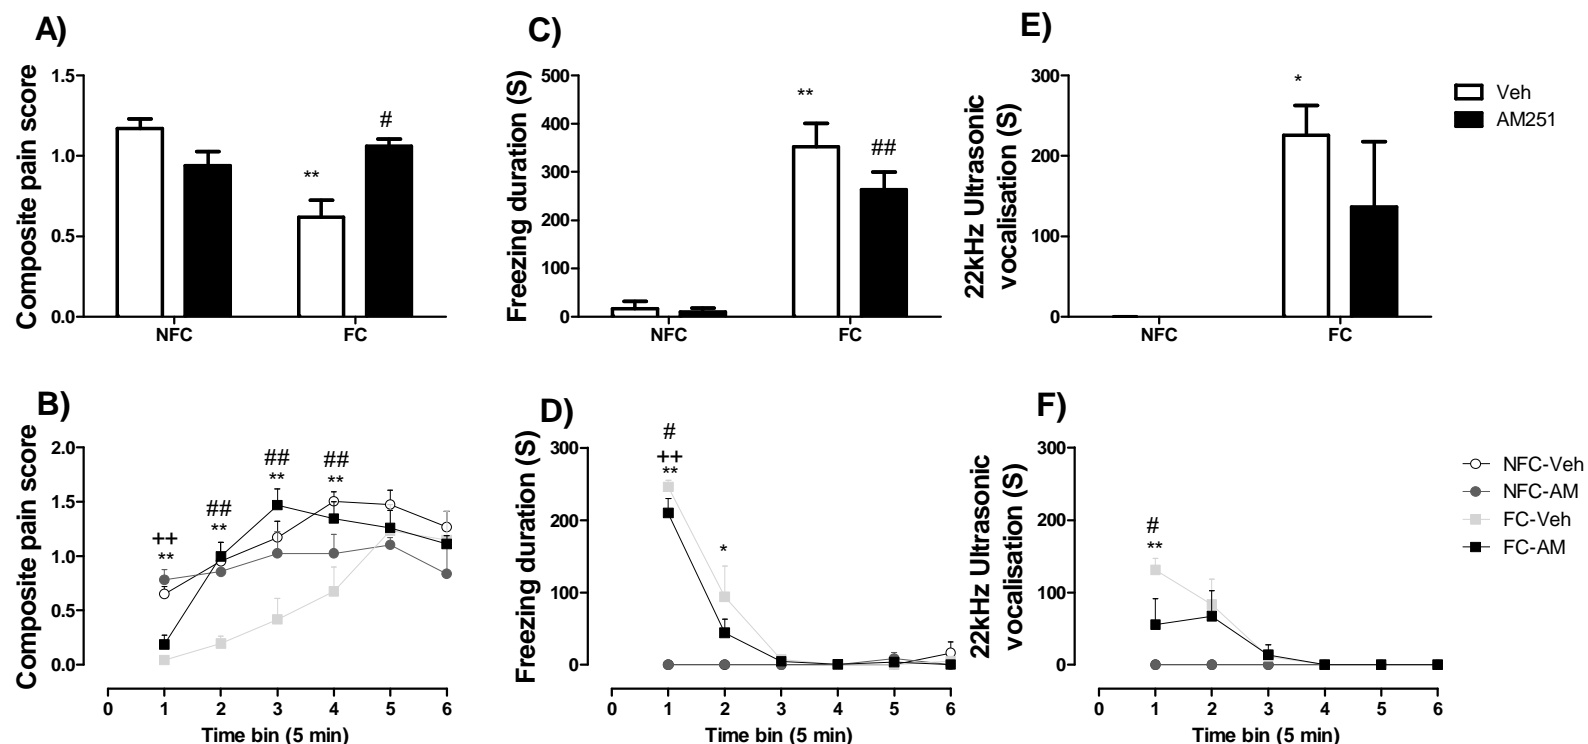 A)
Composite pain score
1.5
1.0
0.5
0.0
**
#
NFC
FC
C)
Freezing duration (S)
500
400
300
200
100
0
**
##
NFC
FC
E)
22kHz Ultrasonic
vocalisation (S)
300
200
100
0
*
NFC
FC
Veh
AM251
B)
Composite pain score
2.0
1.5
1.0
0.5
0.0
++
**
##
**
##
**
##
**
0 1 2 3 4 5 6
Time bin (5 min)
D)
Freezing duration (S)
300
200
100
0
#
++
**
*
0 1 2 3 4 5 6
Time bin (5 min)
F)
22kHz Ultrasonic
vocalisation (S)
300
200
100
0
#
**
0 1 2 3 4 5 6
Time bin (5 min)
NFC-Veh
NFC-AM
FC-Veh
FC-AM